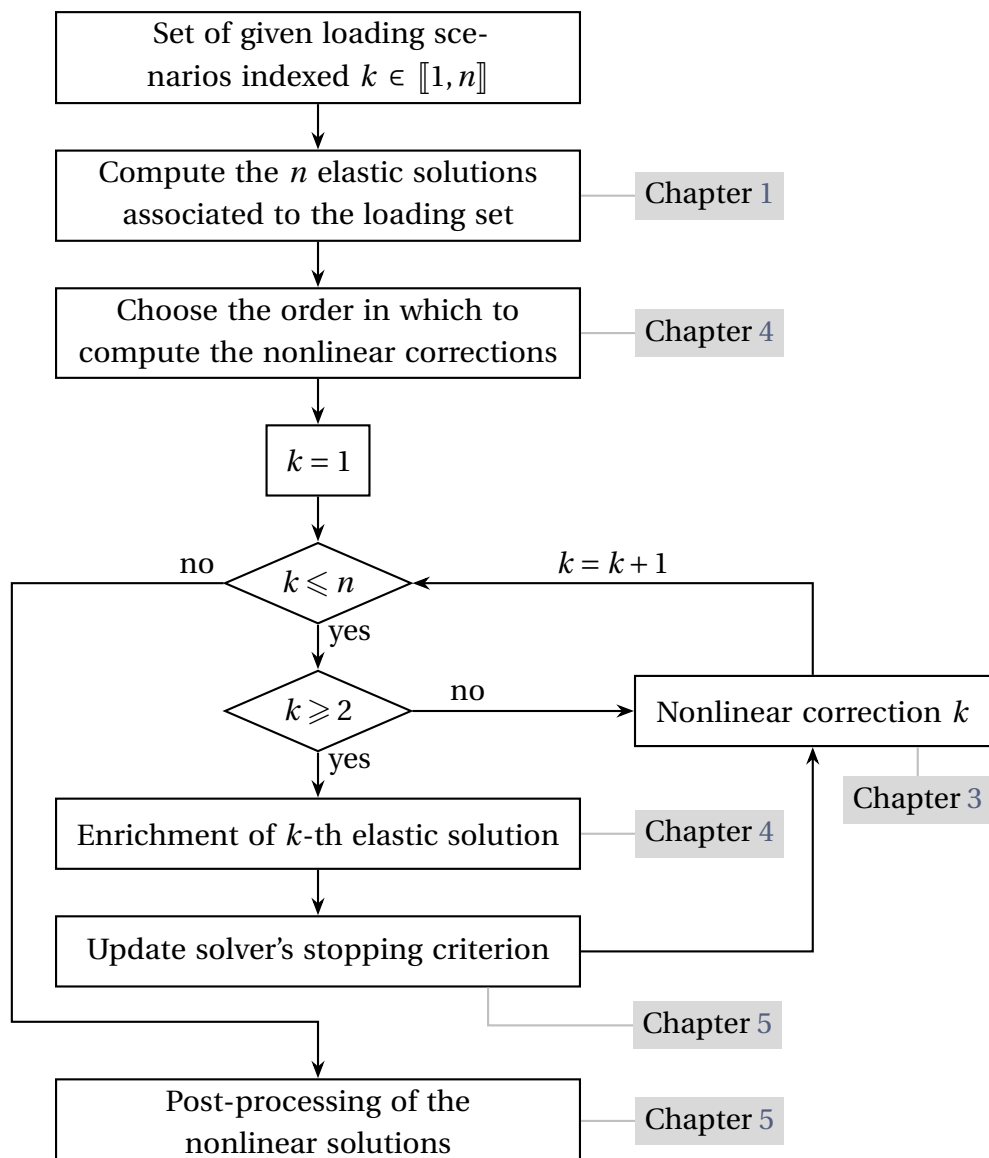 Set of given loading sce-
narios indexed k ∈ ⟦1, n⟧
Compute the n elastic solutions
associated to the loading set
Chapter 1
Choose the order in which to
compute the nonlinear corrections
Chapter 4
k = 1
no
k ⩽ n
k = k + 1
yes
k ⩾ 2
no
Nonlinear correction k
yes
Chapter 3
Enrichment of k-th elastic solution
Chapter 4
Update solver's stopping criterion
Chapter 5
Post-processing of the
nonlinear solutions
Chapter 5